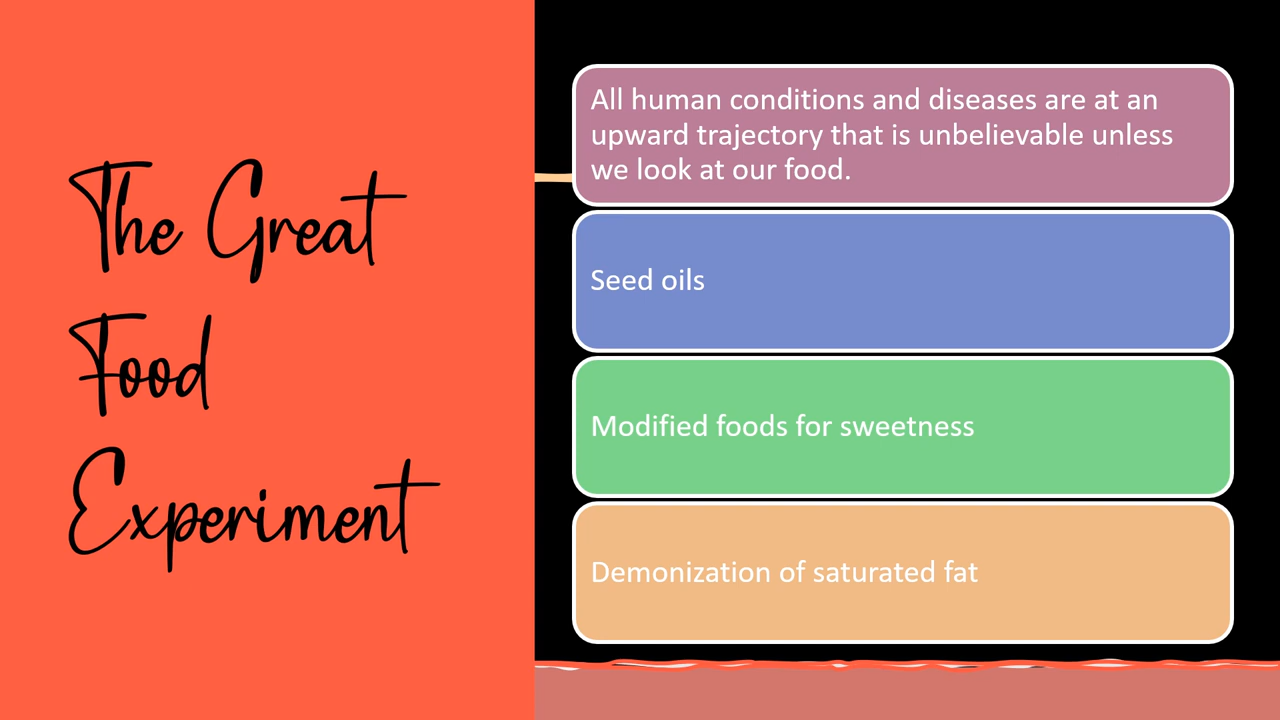 The Great
Food
Experiment
All human conditions and diseases are at an
upward trajectory that is unbelievable unless
we look at our food.
Seed oils
Modified foods for sweetness
Demonization of saturated fat